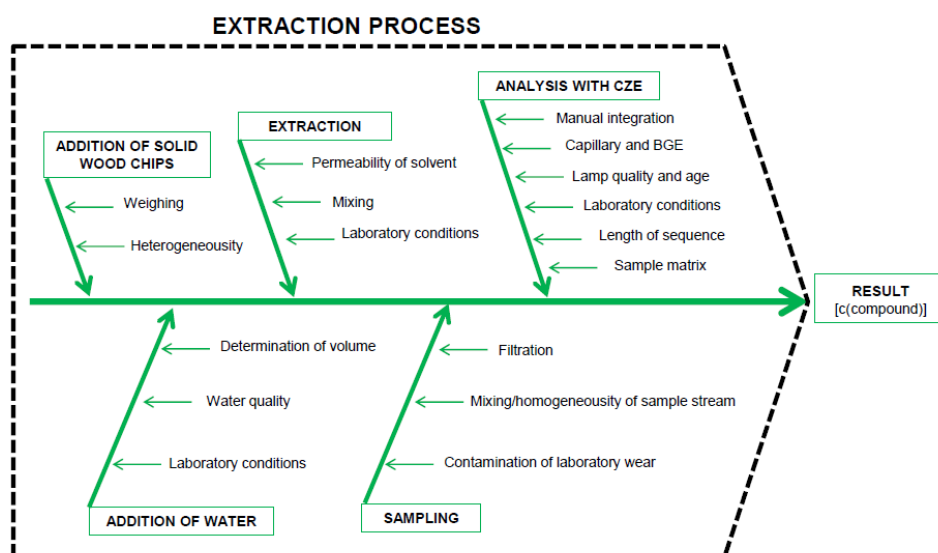 EXTRACTION PROCESS
ADDITION OF SOLID
WOOD CHIPS
Weighing
Heterogeneousity
EXTRACTION
Permeability of solvent
Mixing
Laboratory conditions
ANALYSIS WITH CZE
Manual integration
Capillary and BGE
Lamp quality and age
Laboratory conditions
Length of sequence
Sample matrix
RESULT
[c(compound)]
Determination of volume
Water quality
Laboratory conditions
ADDITION OF WATER
Filtration
Mixing/homogeneousity of sample stream
Contamination of laboratory wear
SAMPLING